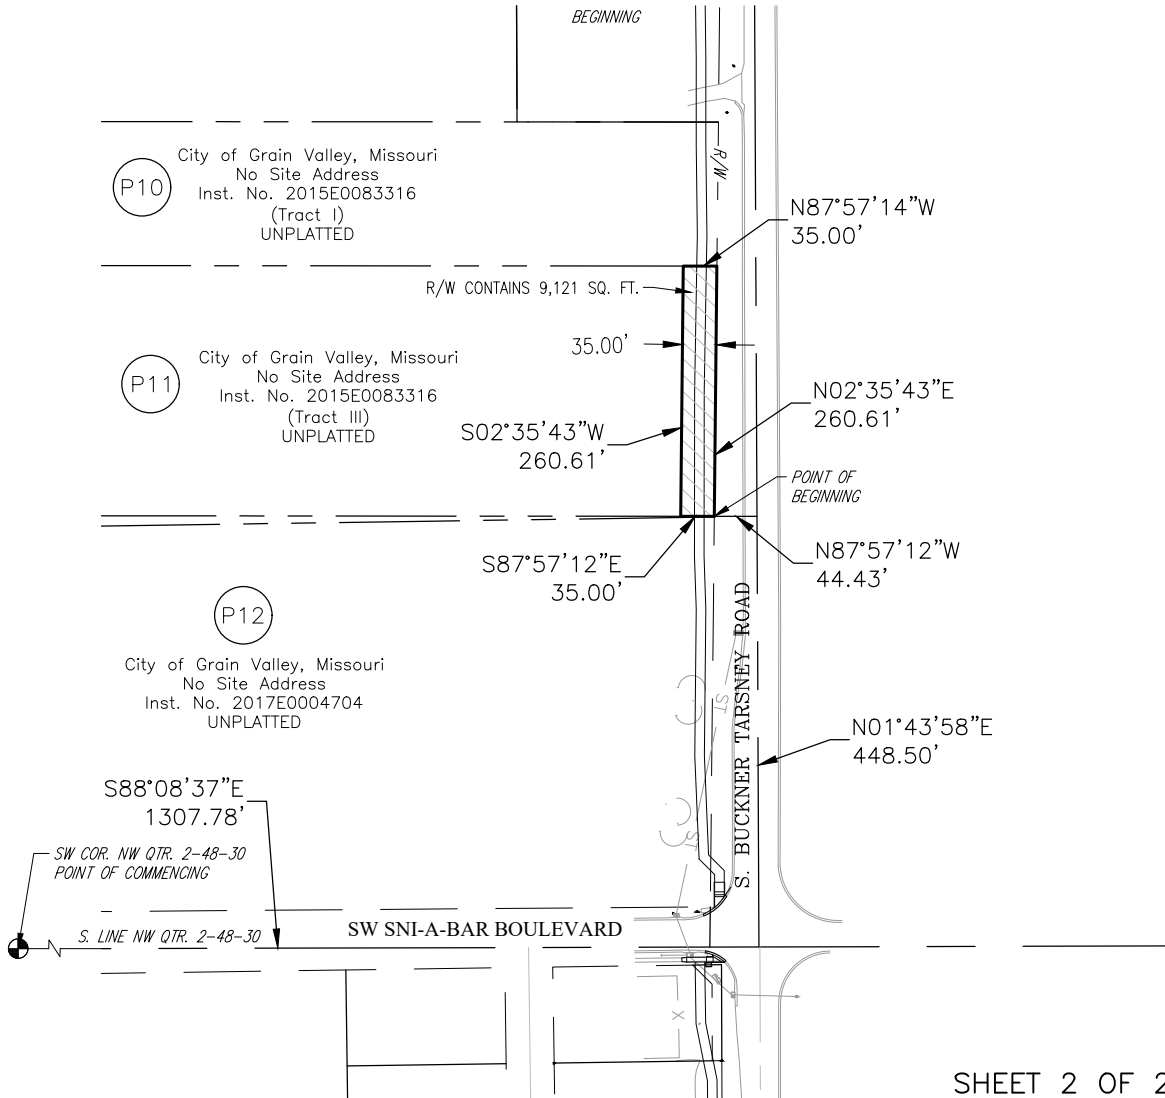 BEGINNING
City of Grain Valley, Missouri
No Site Address
Inst. No. 2015E0083316
(Tract I)
UNPLATTED
P10
R/W
N87°57'14"W
35.00'
R/W CONTAINS 9,121 SQ. FT.
35.00'
City of Grain Valley, Missouri
No Site Address
Inst. No. 2015E0083316
(Tract III)
UNPLATTED
P11
N02°35'43"E
260.61'
S02°35'43"W
260.61'
POINT OF
BEGINNING
N87°57'12"W
44.43'
S87°57'12"E
35.00'
P12
City of Grain Valley, Missouri
No Site Address
Inst. No. 2017E0004704
UNPLATTED
ST
ST
S. BUCKNER TARSNEY ROAD
N01°43'58"E
448.50'
S88°08'37"E
1307.78'
SW COR. NW QTR. 2-48-30
POINT OF COMMENCING
S. LINE NW QTR. 2-48-30
SW SNI-A-BAR BOULEVARD
X
SHEET 2 OF 2